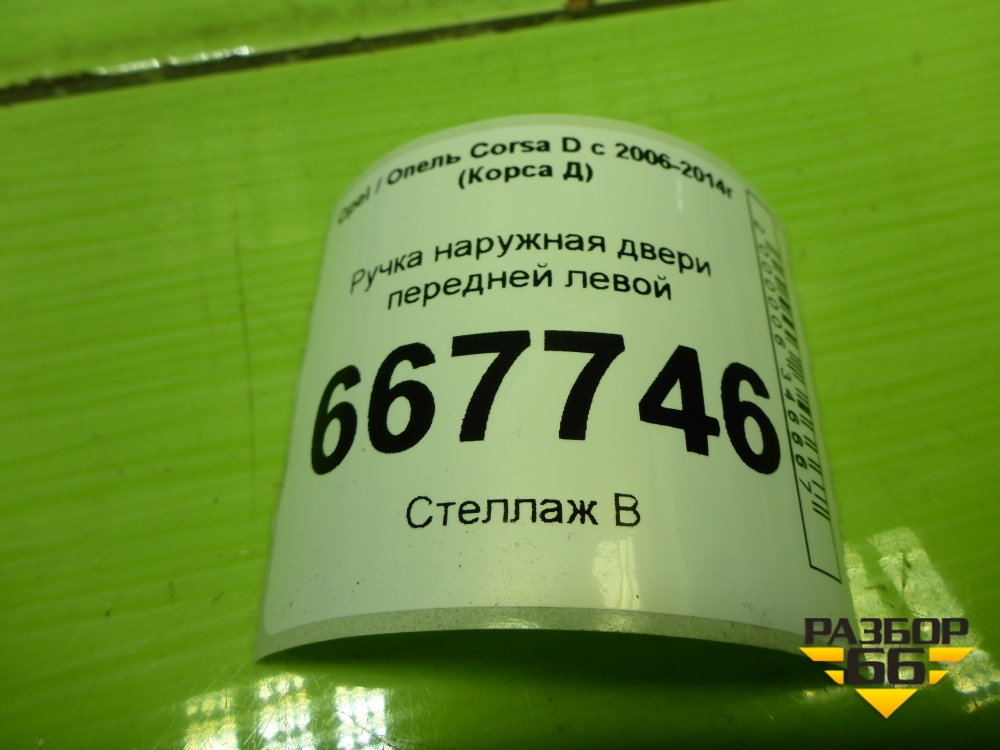 Opel / Опель Corsa D с 2006-2014г
(Корса Д)
Ручка наружная двери
передней левой
667746
Стеллаж В
РАЗБОР
66